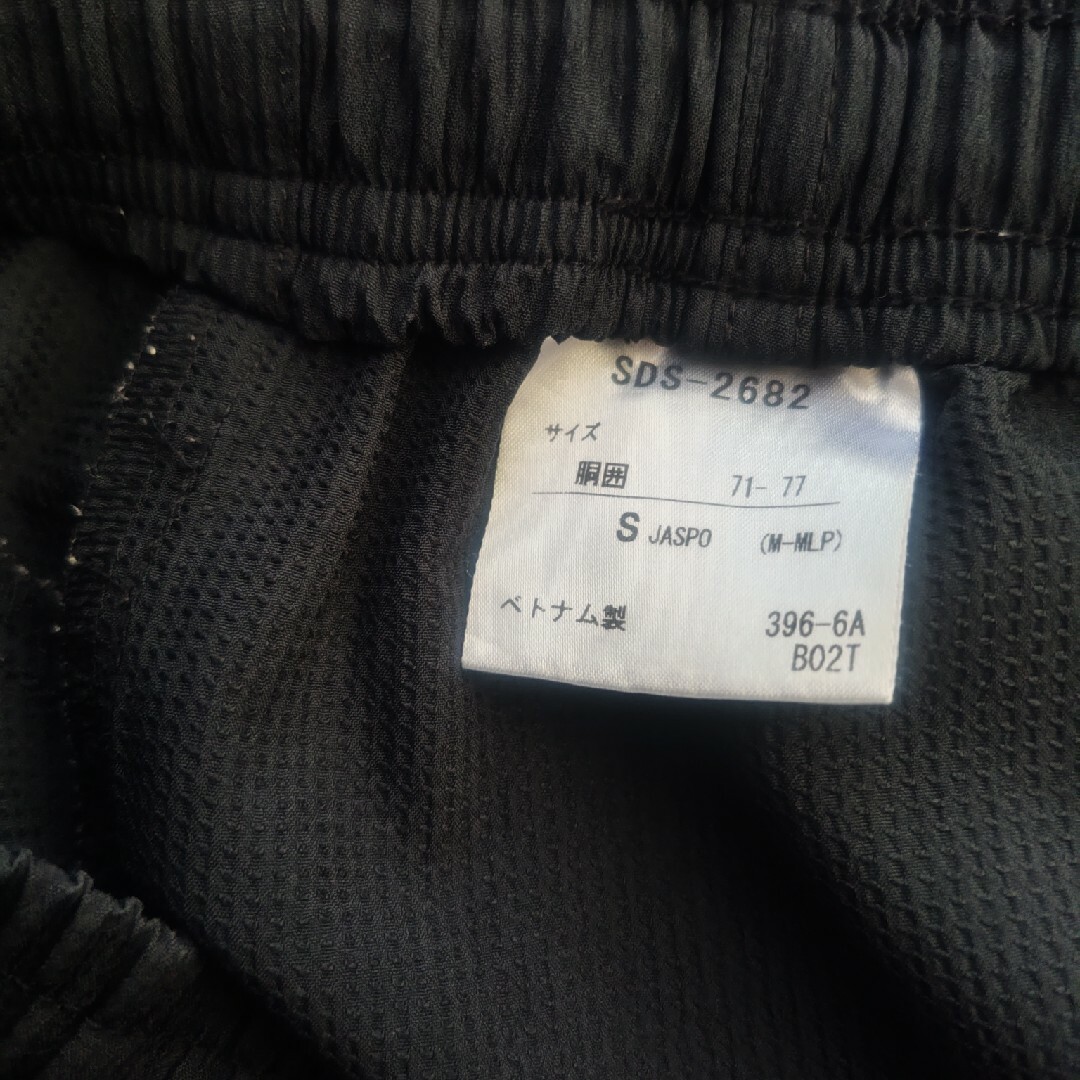 SDS-2682
サイズ
胴囲 71- 77
S JASPO (M-MLP)
ベトナム製 396-6A
B02T